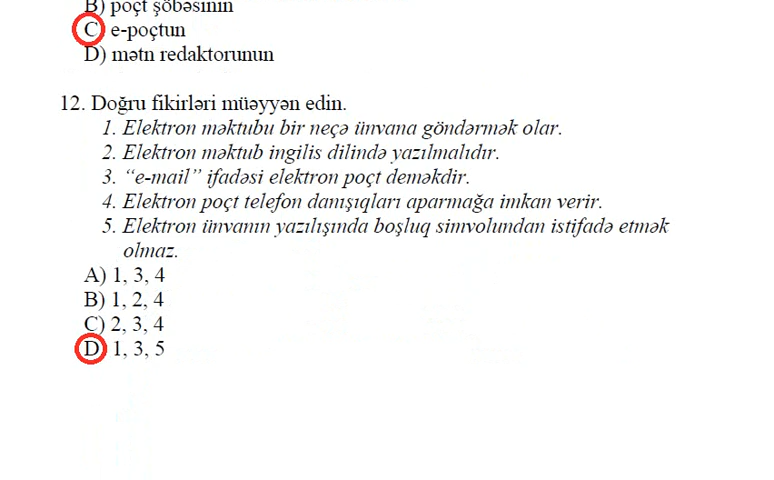 B) poçt şöbəsinin
C) e-poçtun
D) mətn redaktorunun
12. Doğru fikirləri müəyyən edin.
1. Elektron məktubu bir neçə ünvana göndərmək olar.
2. Elektron məktub ingilis dilində yazılmalıdır.
3. “e-mail” ifadəsi elektron poçt deməkdir.
4. Elektron poçt telefon danışıqları aparmağa imkan verir.
5. Elektron ünvanın yazılışında boşluq simvolundan istifadə etmək
olmaz.
A) 1, 3, 4
B) 1, 2, 4
C) 2, 3, 4
D) 1, 3, 5